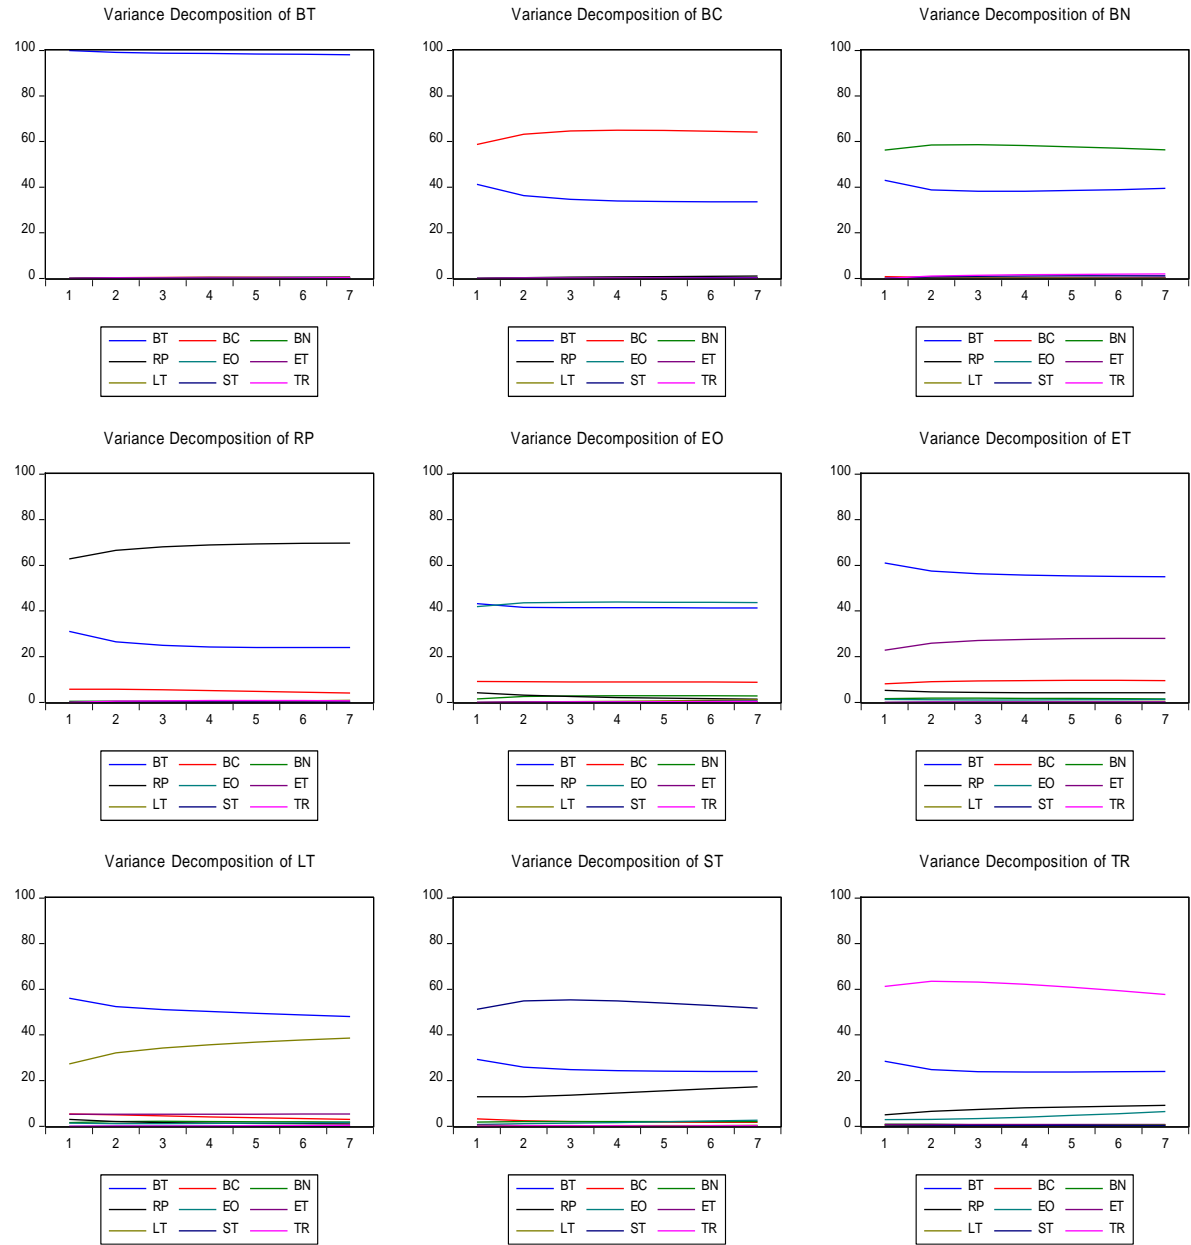 Variance Decomposition of BT
Variance Decomposition of BC
Variance Decomposition of BN
100
80
60
40
20
0
1 2 3 4 5 6 7
BT BC BN
RP EO ET
LT ST TR
100
80
60
40
20
0
1 2 3 4 5 6 7
BT BC BN
RP EO ET
LT ST TR
100
80
60
40
20
0
1 2 3 4 5 6 7
BT BC BN
RP EO ET
LT ST TR
Variance Decomposition of RP
Variance Decomposition of EO
Variance Decomposition of ET
100
80
60
40
20
0
1 2 3 4 5 6 7
BT BC BN
RP EO ET
LT ST TR
100
80
60
40
20
0
1 2 3 4 5 6 7
BT BC BN
RP EO ET
LT ST TR
100
80
60
40
20
0
1 2 3 4 5 6 7
BT BC BN
RP EO ET
LT ST TR
Variance Decomposition of LT
Variance Decomposition of ST
Variance Decomposition of TR
100
80
60
40
20
0
1 2 3 4 5 6 7
BT BC BN
RP EO ET
LT ST TR
100
80
60
40
20
0
1 2 3 4 5 6 7
BT BC BN
RP EO ET
LT ST TR
100
80
60
40
20
0
1 2 3 4 5 6 7
BT BC BN
RP EO ET
LT ST TR